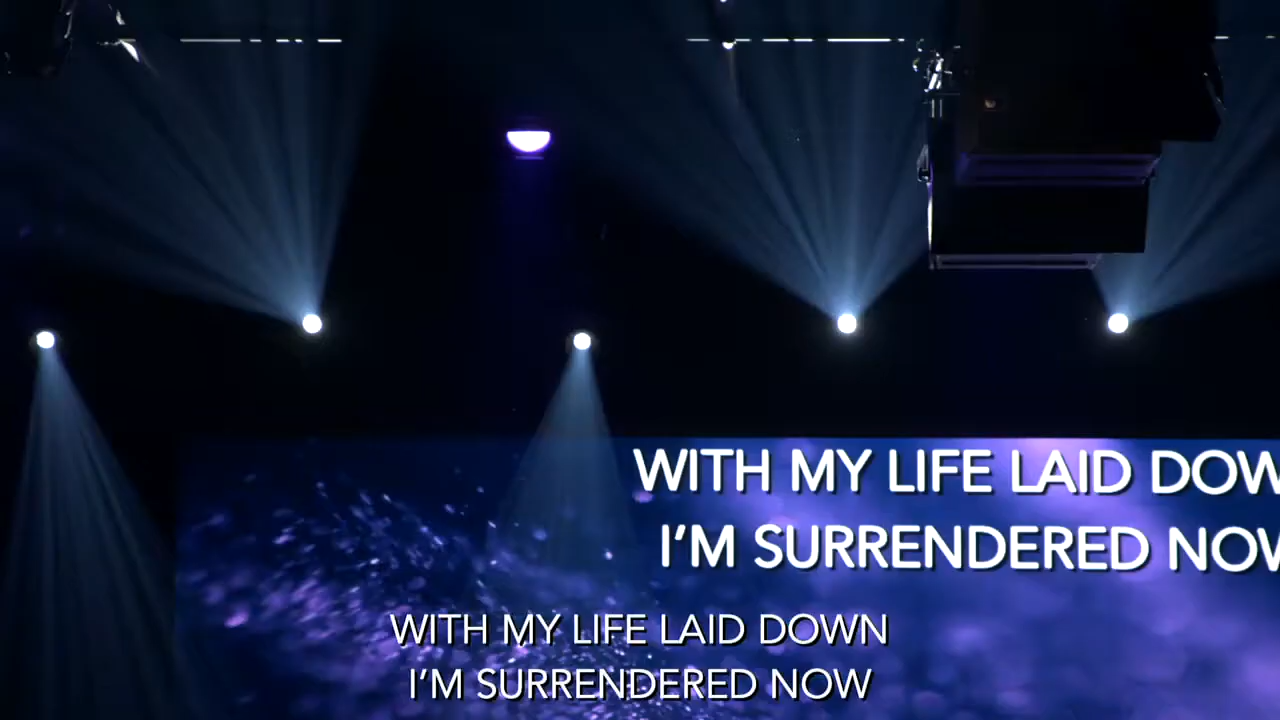 WITH MY LIFE LAID DOW
I'M SURRENDERED NOW
WITH MY LIFE LAID DOWN
I'M SURRENDERED NOW